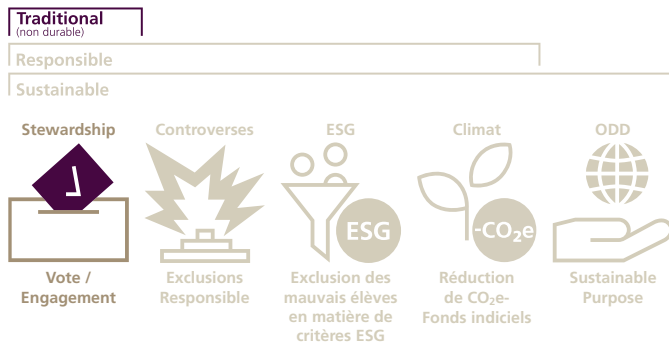 Traditional
(non durable)
Responsible
Sustainable
Stewardship
Controverses
ESG
Climat
ODD
ESG
-CO₂e
Vote /
Engagement
Exclusions
Responsible
Exclusion des
mauvais élèves
en matière de
critères ESG
Réduction
de CO₂e-
Fonds indiciels
Sustainable
Purpose